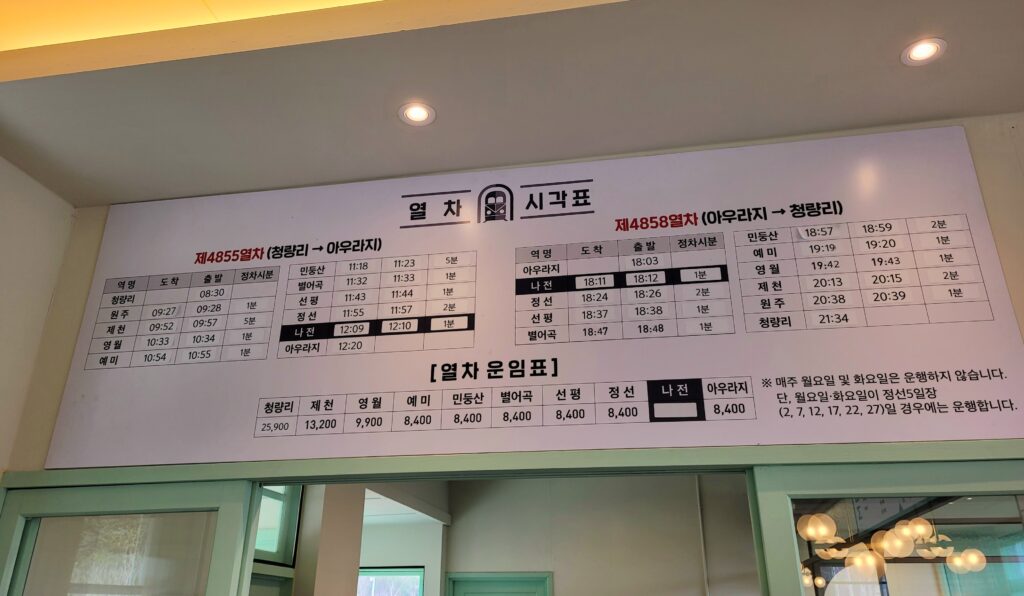 열 차 시각표
제4855열차 (청량리 → 아우라지)
역 명 도 착 출 발 정차시분
청량리 08:30
원 주 09:27 09:28 1분
제 천 09:52 09:57 5분
영 월 10:33 10:34 1분
예 미 10:54 10:55 1분
민둥산 11:18 11:23 5분
별어곡 11:32 11:33 1분
선 평 11:43 11:44 1분
정 선 11:55 11:57 2분
나 전 12:09 12:10 1분
아우라지 12:20
제4858열차 (아우라지 → 청량리)
역 명 도 착 출 발 정차시분
아우라지 18:03
나 전 18:11 18:12 1분
정 선 18:24 18:26 2분
선 평 18:37 18:38 1분
별어곡 18:47 18:48 1분
민둥산 18:57 18:59 2분
예 미 19:19 19:20 1분
영 월 19:42 19:43 1분
제 천 20:13 20:15 2분
원 주 20:38 20:39 1분
청량리 21:34
[ 열차 운임표 ]
청량리 제 천 영 월 예 미 민둥산 별어곡 선 평 정 선 나 전 아우라지
25,900 13,200 9,900 8,400 8,400 8,400 8,400 8,400 8,400
※ 매주 월요일 및 화요일은 운행하지 않습니다.
단, 월요일·화요일이 정선5일장
(2, 7, 12, 17, 22, 27)일 경우에는 운행합니다.